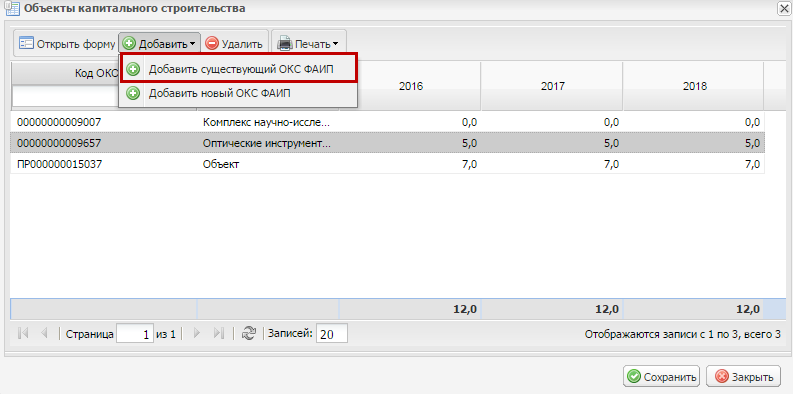 Объекты капитального строительства
Открыть форму Добавить Удалить Печать
Добавить существующий ОКС ФАИП
Добавить новый ОКС ФАИП
Код ОКС 2016 2017 2018
00000000009007 Комплекс научно-иссле... 0,0 0,0 0,0
00000000009657 Оптические инструмент... 5,0 5,0 5,0
ПР000000015037 Объект 7,0 7,0 7,0
12,0 12,0 12,0
Страница 1 из 1 Записей: 20 Отображаются записи с 1 по 3, всего 3
Сохранить Закрыть